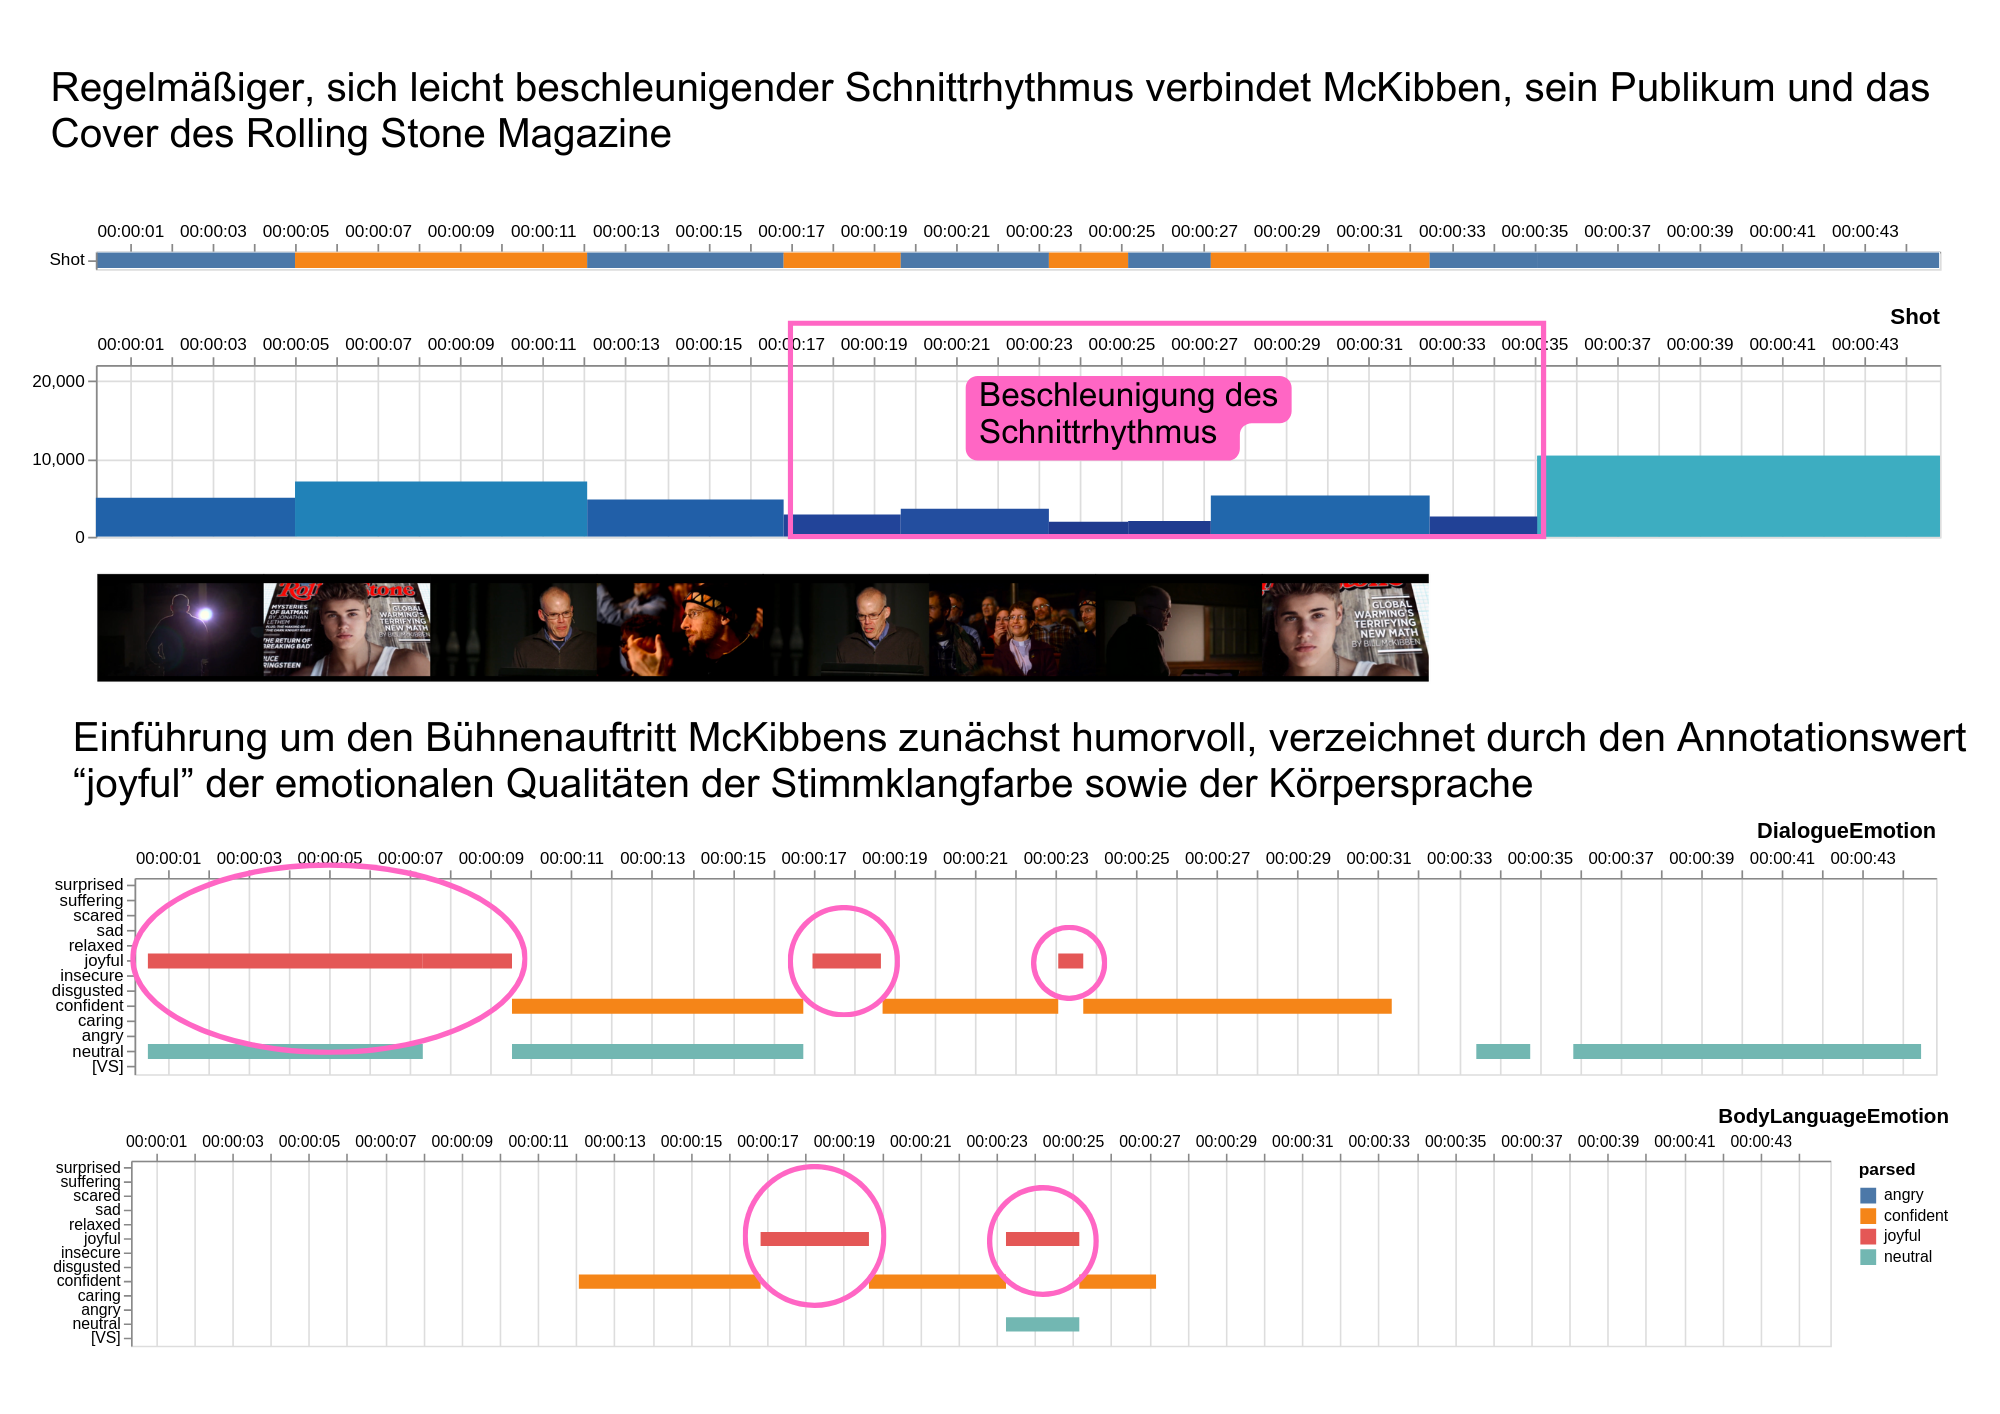 Regelmäßiger, sich leicht beschleunigender Schnittrhythmus verbindet McKibben, sein Publikum und das
Cover des Rolling Stone Magazine
00:00:01 00:00:03 00:00:05 00:00:07 00:00:09 00:00:11 00:00:13 00:00:15 00:00:17 00:00:19 00:00:21 00:00:23 00:00:25 00:00:27 00:00:29 00:00:31 00:00:33 00:00:35 00:00:37 00:00:39 00:00:41 00:00:43
Shot
Shot
00:00:01 00:00:03 00:00:05 00:00:07 00:00:09 00:00:11 00:00:13 00:00:15 00:00:17 00:00:19 00:00:21 00:00:23 00:00:25 00:00:27 00:00:29 00:00:31 00:00:33 00:00:35 00:00:37 00:00:39 00:00:41 00:00:43
20,000
10,000
0
Beschleunigung des
Schnittrhythmus
MYSTERIES
OF BATMAN
BY JONATHAN
LETHEM
THE RETURN OF
BREAKING BAD'
GLOBAL
WARMING'S
TERRIFYING
NEW MATH
BY BILL McKIBBEN
GLOBAL
WARMING'S
TERRIFYING
NEW MATH
BY BILL McKIBBEN
Einführung um den Bühnenauftritt McKibbens zunächst humorvoll, verzeichnet durch den Annotationswert
“joyful” der emotionalen Qualitäten der Stimmklangfarbe sowie der Körpersprache
DialogueEmotion
00:00:01 00:00:03 00:00:05 00:00:07 00:00:09 00:00:11 00:00:13 00:00:15 00:00:17 00:00:19 00:00:21 00:00:23 00:00:25 00:00:27 00:00:29 00:00:31 00:00:33 00:00:35 00:00:37 00:00:39 00:00:41 00:00:43
surprised
suffering
scared
sad
relaxed
joyful
insecure
disgusted
confident
caring
angry
neutral
[VS]
BodyLanguageEmotion
00:00:01 00:00:03 00:00:05 00:00:07 00:00:09 00:00:11 00:00:13 00:00:15 00:00:17 00:00:19 00:00:21 00:00:23 00:00:25 00:00:27 00:00:29 00:00:31 00:00:33 00:00:35 00:00:37 00:00:39 00:00:41 00:00:43
surprised
suffering
scared
sad
relaxed
joyful
insecure
disgusted
confident
caring
angry
neutral
[VS]
parsed
angry
confident
joyful
neutral